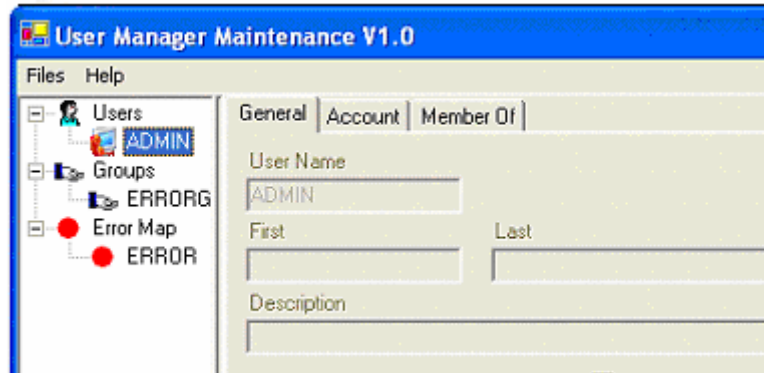 User Manager Maintenance V1.0
Files Help
Users
ADMIN
Groups
ERRORG
Error Map
ERROR
General Account Member Of
User Name
ADMIN
First Last
Description